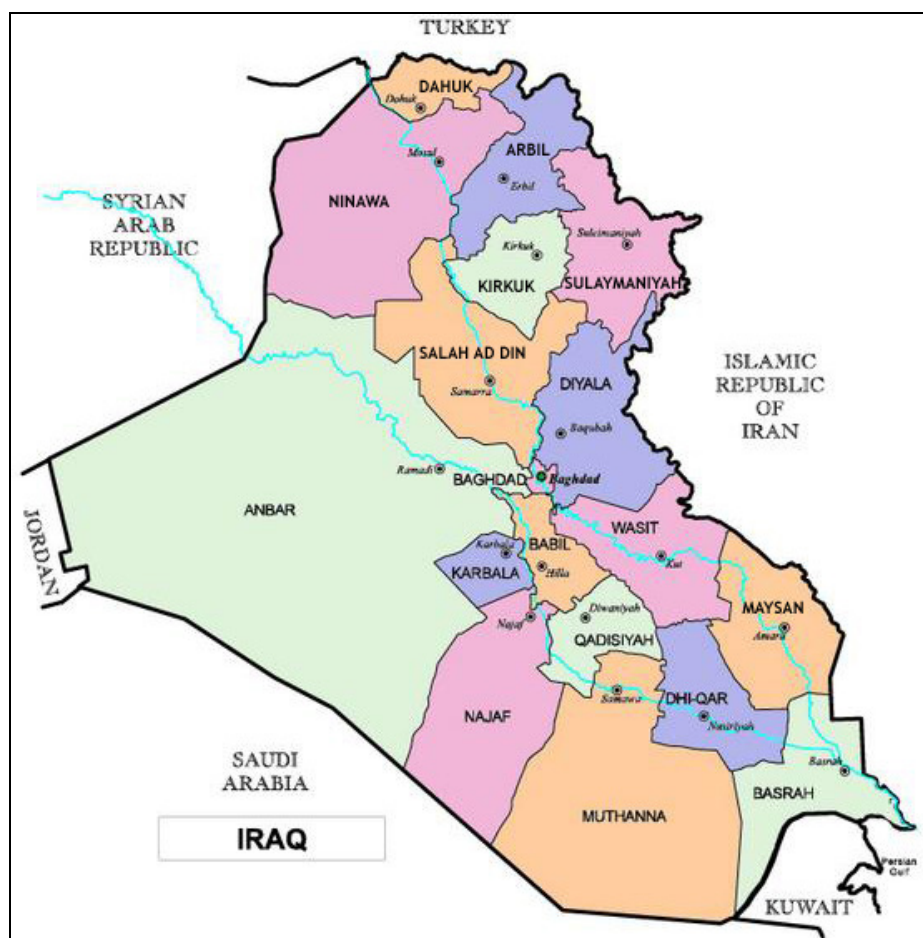 TURKEY
DAHUK
Dohuk
ARBIL
Mosul
Erbil
NINAWA
SYRIAN
ARAB
REPUBLIC
Suleimaniyah
Kirkuk
KIRKUK
SULAYMANIYAH
SALAH AD DIN
Samarra
DIYALA
ISLAMIC
REPUBLIC
OF
IRAN
Baqubah
Ramadi
BAGHDAD
Baghdad
ANBAR
JORDAN
WASIT
Karbala
BABIL
KARBALA
Hilla
Kut
MAYSAN
Amara
Najaf
Diwaniyah
QADISIYAH
Samawa
DHI-QAR
NAJAF
Nasiriyah
SAUDI
ARABIA
Basrah
BASRAH
MUTHANNA
IRAQ
Persian
Gulf
KUWAIT